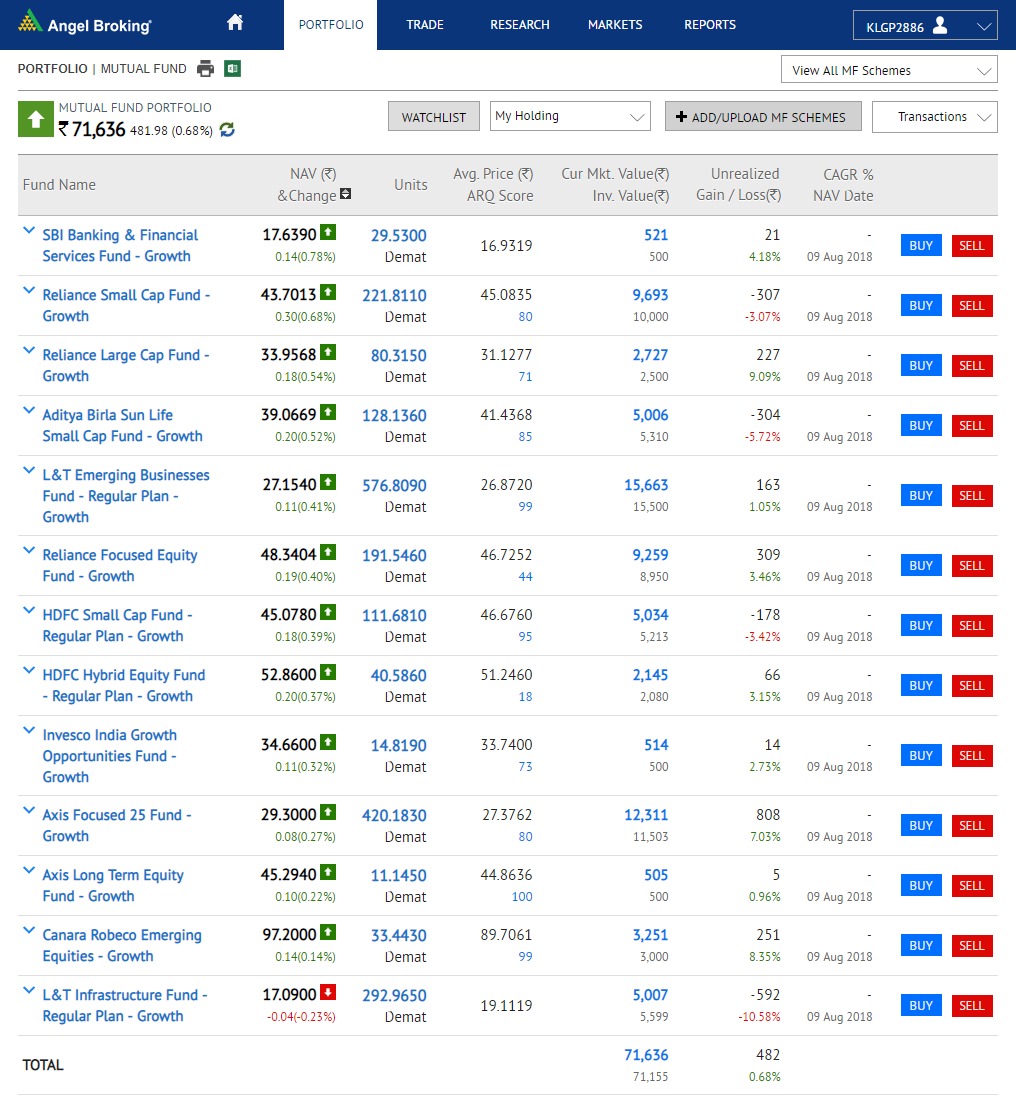 Angel Broking
PORTFOLIO TRADE RESEARCH MARKETS REPORTS KLGP2886
PORTFOLIO | MUTUAL FUND View All MF Schemes
MUTUAL FUND PORTFOLIO
₹ 71,636 481.98 (0.68%) WATCHLIST My Holding + ADD/UPLOAD MF SCHEMES Transactions
Fund Name NAV (₹) Units Avg. Price (₹) Cur Mkt. Value(₹) Unrealized CAGR %
&Change ARQ Score Inv. Value(₹) Gain / Loss(₹) NAV Date
SBI Banking & Financial 17.6390 29.5300 16.9319 521 21 - BUY SELL
Services Fund - Growth 0.14(0.78%) Demat 500 4.18% 09 Aug 2018
Reliance Small Cap Fund - 43.7013 221.8110 45.0835 9,693 -307 - BUY SELL
Growth 0.30(0.68%) Demat 80 10,000 -3.07% 09 Aug 2018
Reliance Large Cap Fund - 33.9568 80.3150 31.1277 2,727 227 - BUY SELL
Growth 0.18(0.54%) Demat 71 2,500 9.09% 09 Aug 2018
Aditya Birla Sun Life 39.0669 128.1360 41.4368 5,006 -304 - BUY SELL
Small Cap Fund - Growth 0.20(0.52%) Demat 85 5,310 -5.72% 09 Aug 2018
L&T Emerging Businesses 27.1540 576.8090 26.8720 15,663 163 - BUY SELL
Fund - Regular Plan - 0.11(0.41%) Demat 99 15,500 1.05% 09 Aug 2018
Growth
Reliance Focused Equity 48.3404 191.5460 46.7252 9,259 309 - BUY SELL
Fund - Growth 0.19(0.40%) Demat 44 8,950 3.46% 09 Aug 2018
HDFC Small Cap Fund - 45.0780 111.6810 46.6760 5,034 -178 - BUY SELL
Regular Plan - Growth 0.18(0.39%) Demat 95 5,213 -3.42% 09 Aug 2018
HDFC Hybrid Equity Fund 52.8600 40.5860 51.2460 2,145 66 - BUY SELL
- Regular Plan - Growth 0.20(0.37%) Demat 18 2,080 3.15% 09 Aug 2018
Invesco India Growth 34.6600 14.8190 33.7400 514 14 - BUY SELL
Opportunities Fund - 0.11(0.32%) Demat 73 500 2.73% 09 Aug 2018
Growth
Axis Focused 25 Fund - 29.3000 420.1830 27.3762 12,311 808 - BUY SELL
Growth 0.08(0.27%) Demat 80 11,503 7.03% 09 Aug 2018
Axis Long Term Equity 45.2940 11.1450 44.8636 505 5 - BUY SELL
Fund - Growth 0.10(0.22%) Demat 100 500 0.96% 09 Aug 2018
Canara Robeco Emerging 97.2000 33.4430 89.7061 3,251 251 - BUY SELL
Equities - Growth 0.14(0.14%) Demat 99 3,000 8.35% 09 Aug 2018
L&T Infrastructure Fund - 17.0900 292.9650 19.1119 5,007 -592 - BUY SELL
Regular Plan - Growth -0.04(-0.23%) Demat 5,599 -10.58% 09 Aug 2018
TOTAL 71,636 482
71,155 0.68%